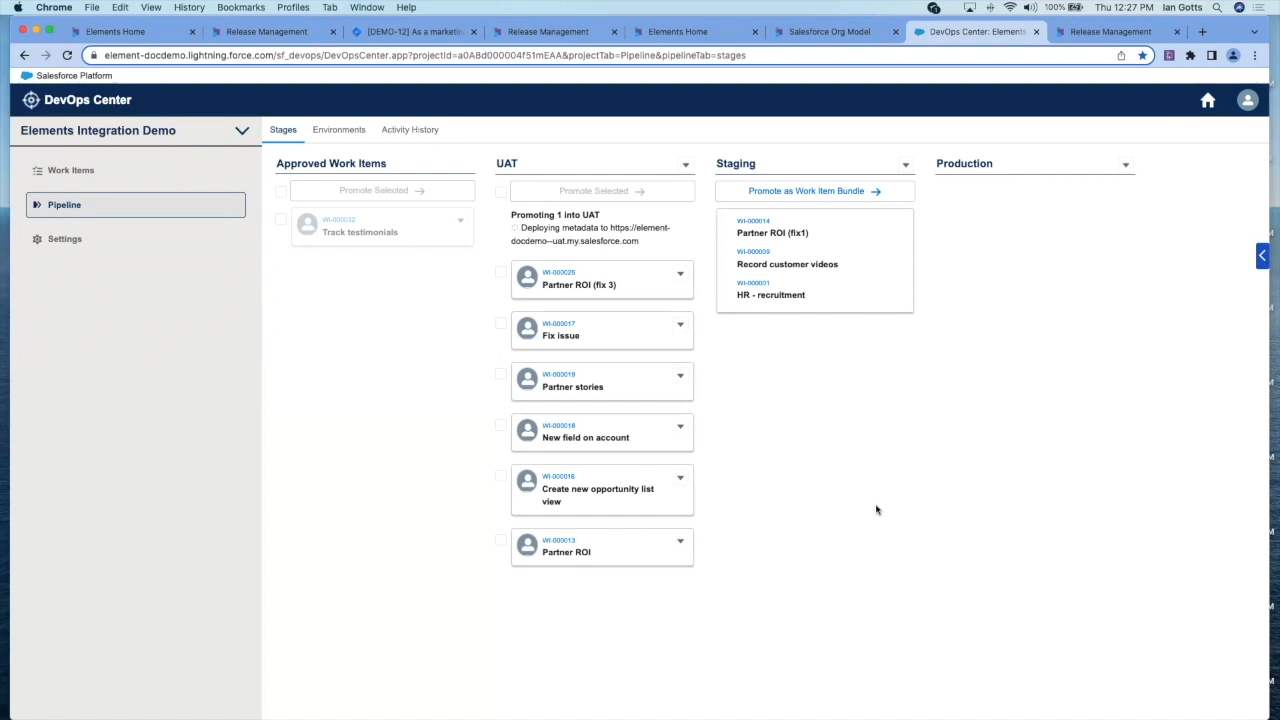 Chrome File Edit View History Bookmarks Profiles Tab Window Help 100% Thu 12:27 PM Ian Gotts
Elements Home Release Management [DEMO-12] As a marketin Release Management Elements Home Salesforce Org Model DevOps Center: Elements Release Management
element-docdemo.lightning.force.com/sf_devops/DevOpsCenter.app?projectId=a0A8d000004f51mEAA&projectTab=Pipeline&pipelineTab=stages
Salesforce Platform
DevOps Center
Elements Integration Demo
Work Items
Pipeline
Settings
Stages Environments Activity History
Approved Work Items
Promote Selected
WI-000032
Track testimonials
UAT
Promote Selected
Promoting 1 into UAT
Deploying metadata to https://element-
docdemo--uat.my.salesforce.com
WI-000025
Partner ROI (fix 3)
WI-000017
Fix issue
WI-000019
Partner stories
WI-000018
New field on account
WI-000016
Create new opportunity list
view
WI-000013
Partner ROI
Staging
Promote as Work Item Bundle
WI-000014
Partner ROI (fix1)
WI-000009
Record customer videos
WI-000001
HR - recruitment
Production